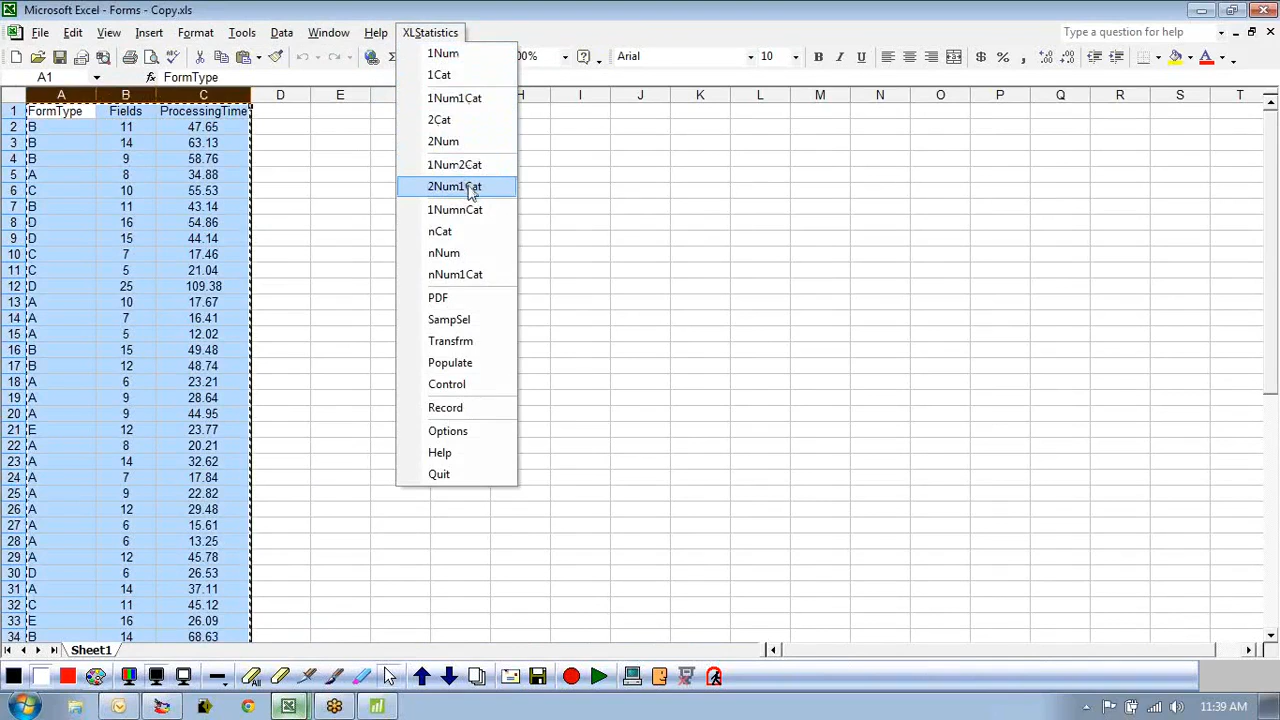 Microsoft Excel - Forms - Copy.xls
File Edit View Insert Format Tools Data Window Help XLStatistics
Type a question for help
00% Arial 10 B I U $ % ,
A1 fx FormType
A B C D E H I J K L M N O P Q R S T
1 FormType Fields ProcessingTime
2 B 11 47.65
3 B 14 63.13
4 B 9 58.76
5 A 8 34.88
6 C 10 55.53
7 B 11 43.14
8 D 16 54.86
9 D 15 44.14
10 C 7 17.46
11 C 5 21.04
12 D 25 109.38
13 A 10 17.67
14 A 7 16.41
15 A 5 12.02
16 B 15 49.48
17 B 12 48.74
18 A 6 23.21
19 A 9 28.64
20 A 9 44.95
21 E 12 23.77
22 A 8 20.21
23 A 14 32.62
24 A 7 17.84
25 A 9 22.82
26 A 12 29.48
27 A 6 15.61
28 A 6 13.25
29 A 12 45.78
30 D 6 26.53
31 A 14 37.11
32 C 11 45.12
33 E 16 26.09
34 B 14 68.63
1Num
1Cat
1Num1Cat
2Cat
2Num
1Num2Cat
2Num1Cat
1NumnCat
nCat
nNum
nNum1Cat
PDF
SampSel
Transfrm
Populate
Control
Record
Options
Help
Quit
Sheet1
All
11:39 AM